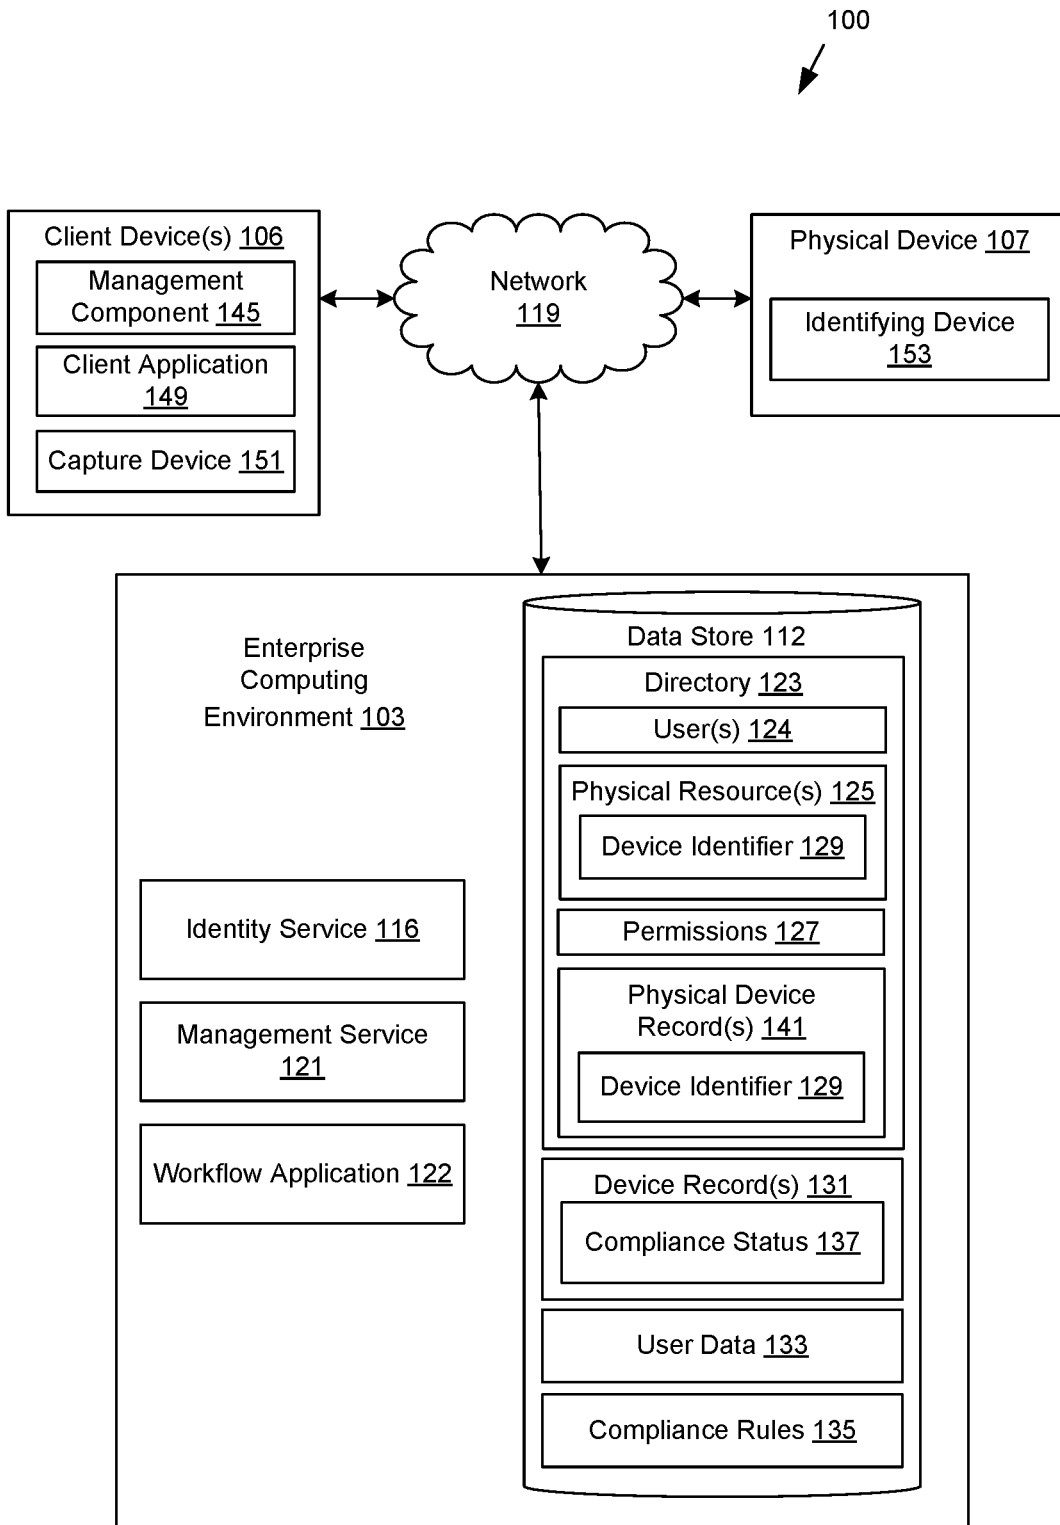 100
Client Device(s) 106
Management
Component 145
Client Application
149
Capture Device 151
Network
119
Physical Device 107
Identifying Device
153
Enterprise
Computing
Environment 103
Identity Service 116
Management Service
121
Workflow Application 122
Data Store 112
Directory 123
User(s) 124
Physical Resource(s) 125
Device Identifier 129
Permissions 127
Physical Device
Record(s) 141
Device Identifier 129
Device Record(s) 131
Compliance Status 137
User Data 133
Compliance Rules 135